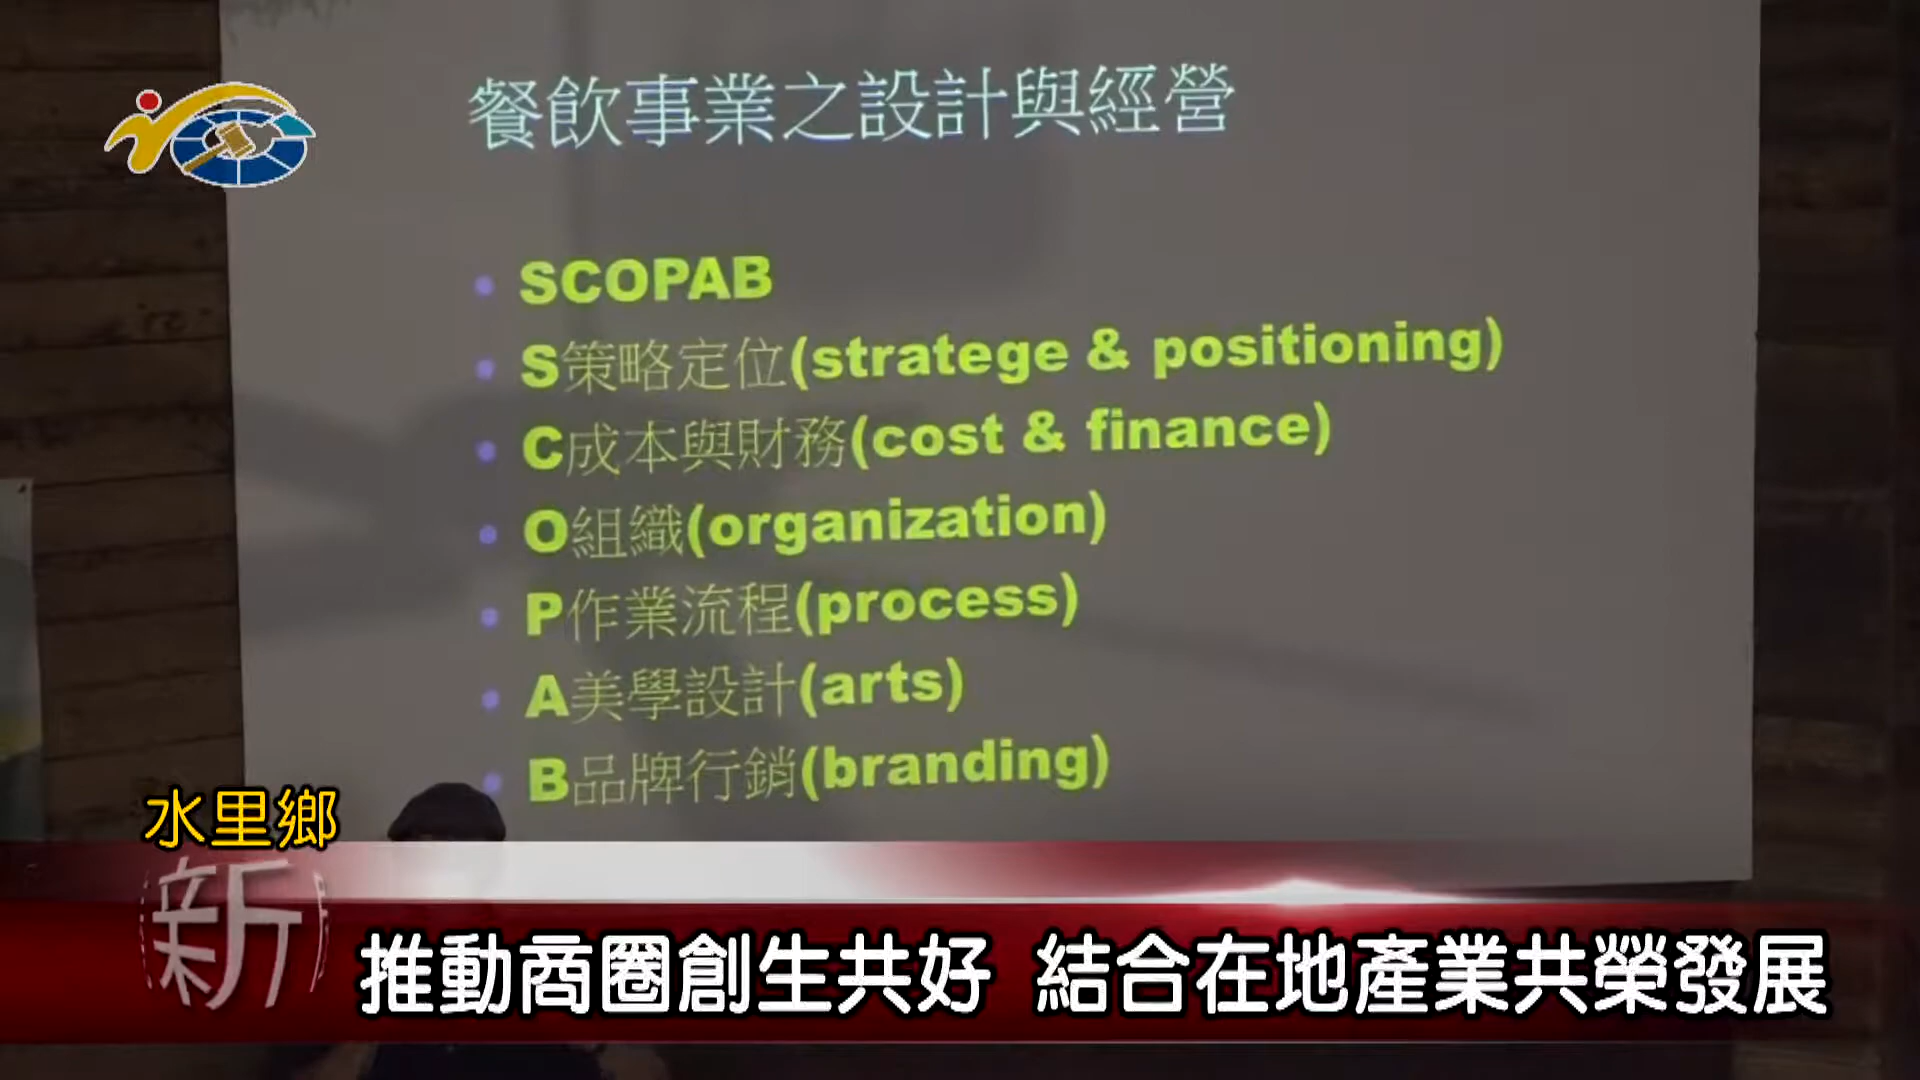 餐飲事業之設計與經營
SCOPAB
S策略定位(stratege & positioning)
C成本與財務(cost & finance)
O組織(organization)
P作業流程(process)
A美學設計(arts)
B品牌行銷(branding)
水里鄉
新
推動商圈創生共好 結合在地產業共榮發展